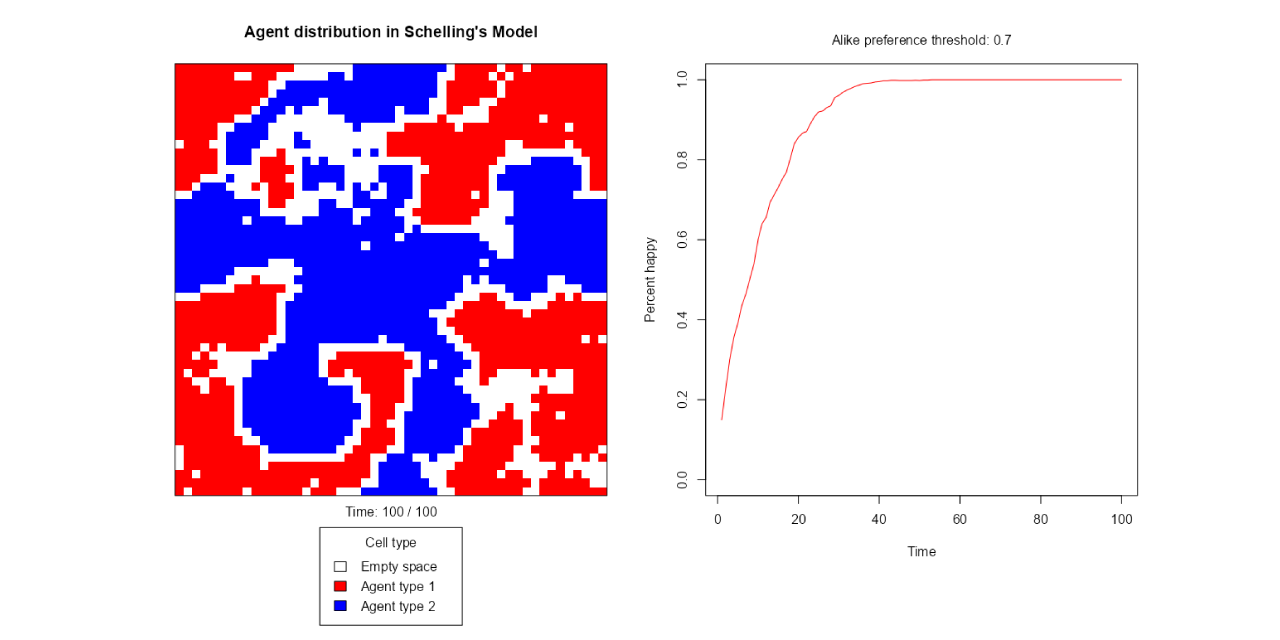 Agent distribution in Schelling's Model
Time: 100 / 100
Cell type
Empty space
Agent type 1
Agent type 2
Alike preference threshold: 0.7
Percent happy
1.0
0.8
0.6
0.4
0.2
0.0
0 20 40 60 80 100
Time